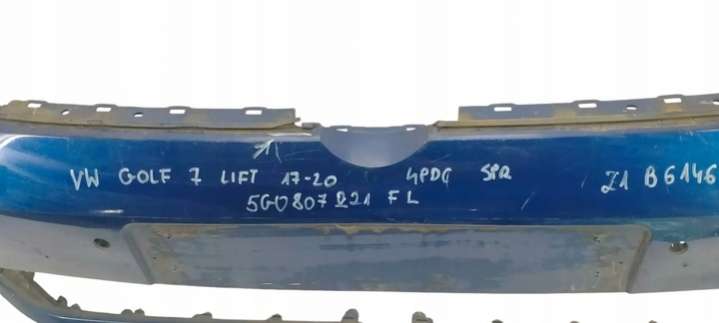 VW GOLF 7 LIFT 17-20 4PDC SPR Z1 B6146
5G0807221 FL